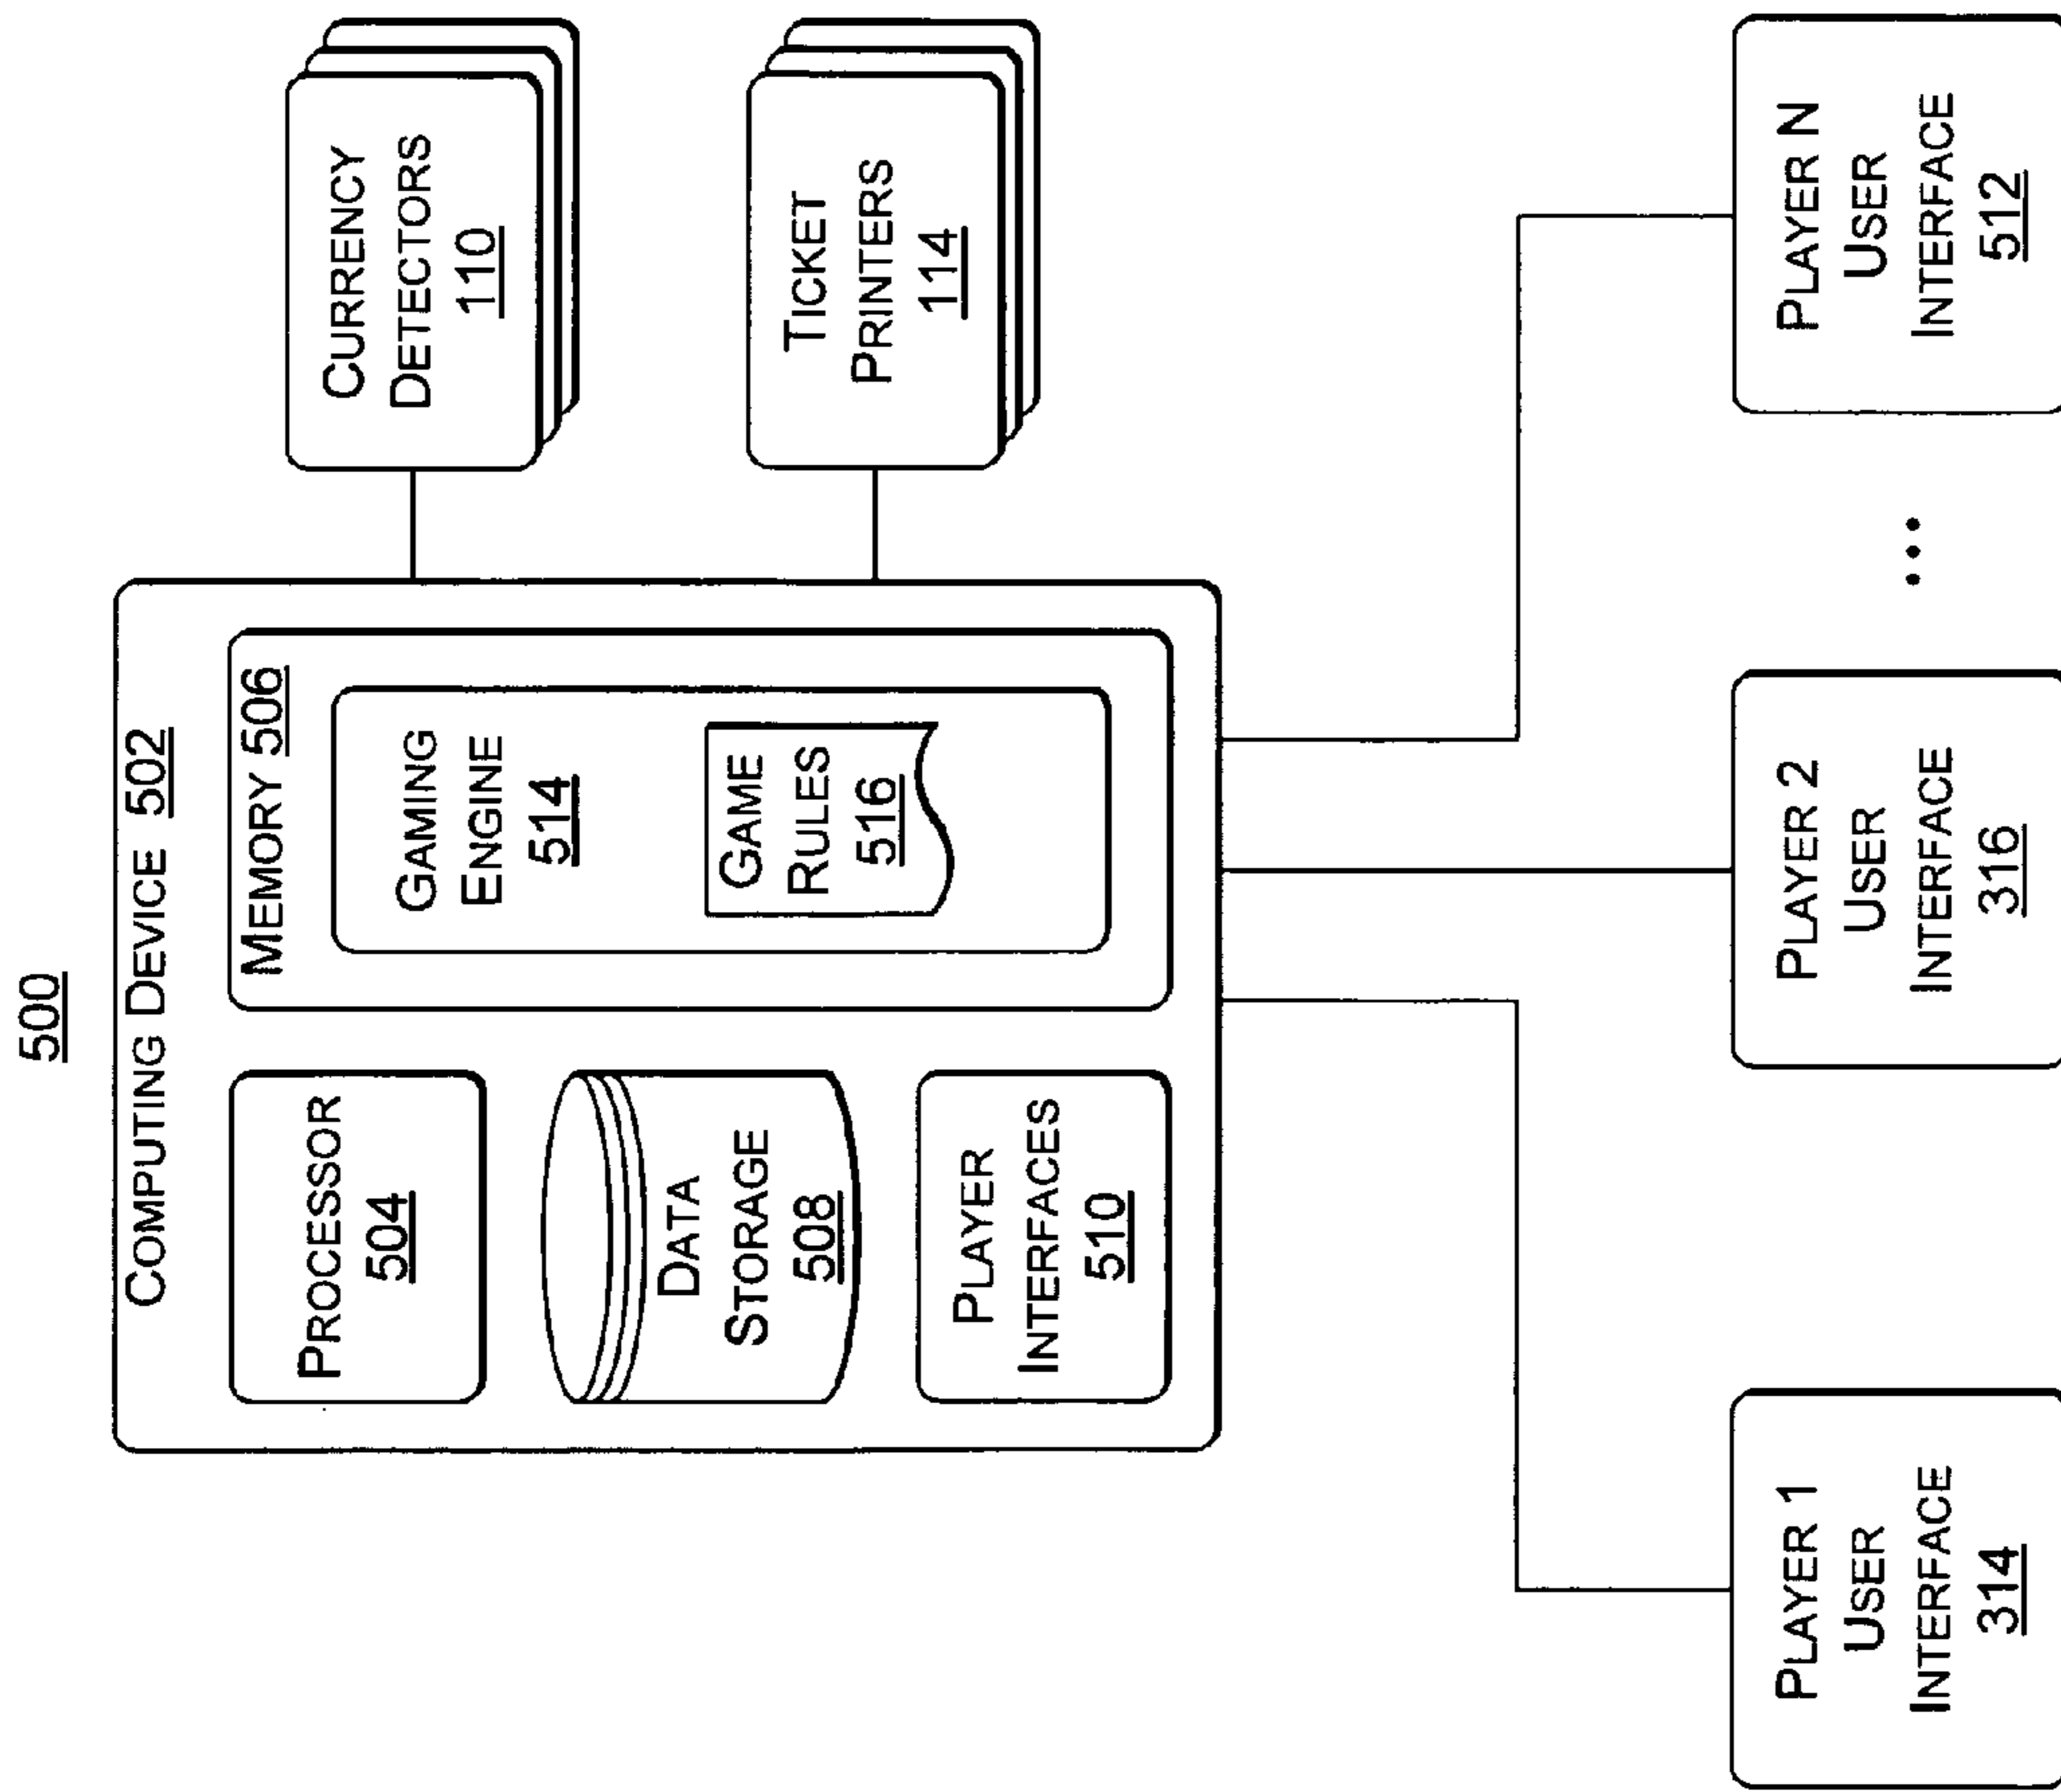 500
COMPUTING DEVICE 502
PROCESSOR
504
DATA
STORAGE
508
PLAYER
INTERFACES
510
MEMORY 506
GAMING
ENGINE
514
GAME
RULES
516
CURRENCY
DETECTORS
110
TICKET
PRINTERS
114
PLAYER 1
USER
INTERFACE
314
PLAYER 2
USER
INTERFACE
316
...
PLAYER N
USER
INTERFACE
512